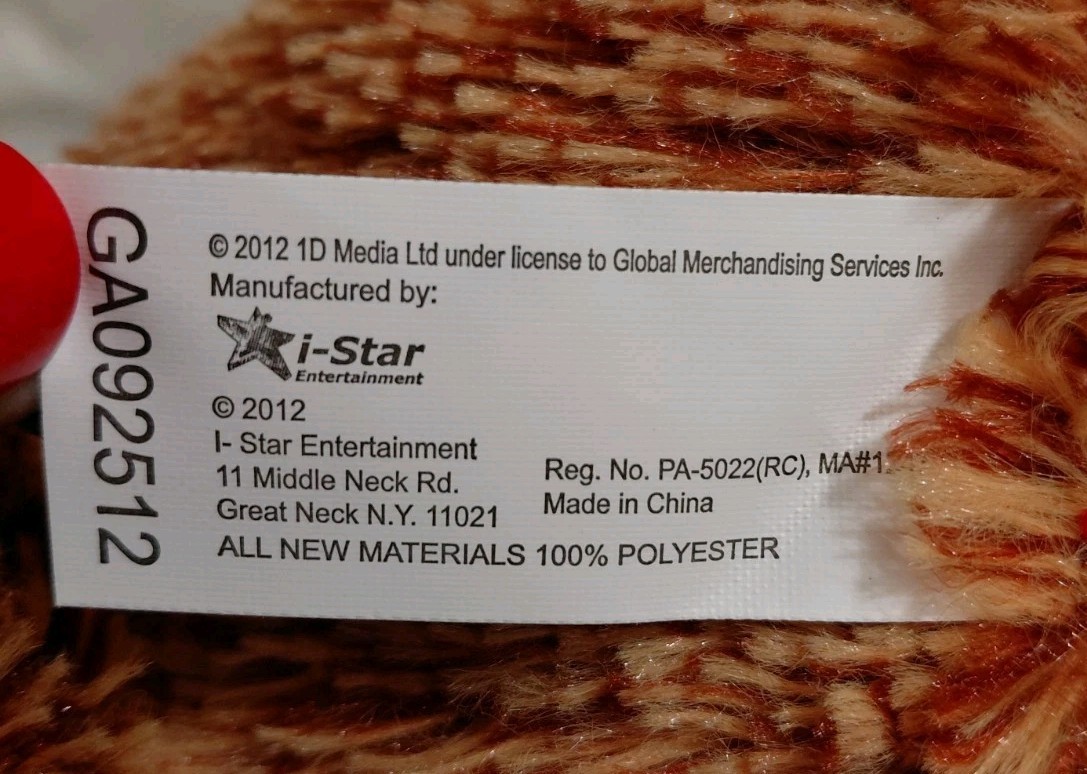 GA092512
© 2012 1D Media Ltd under license to Global Merchandising Services Inc.
Manufactured by:
i-Star
Entertainment
© 2012
I- Star Entertainment
11 Middle Neck Rd.
Great Neck N.Y. 11021
Reg. No. PA-5022(RC), MA#1
Made in China
ALL NEW MATERIALS 100% POLYESTER